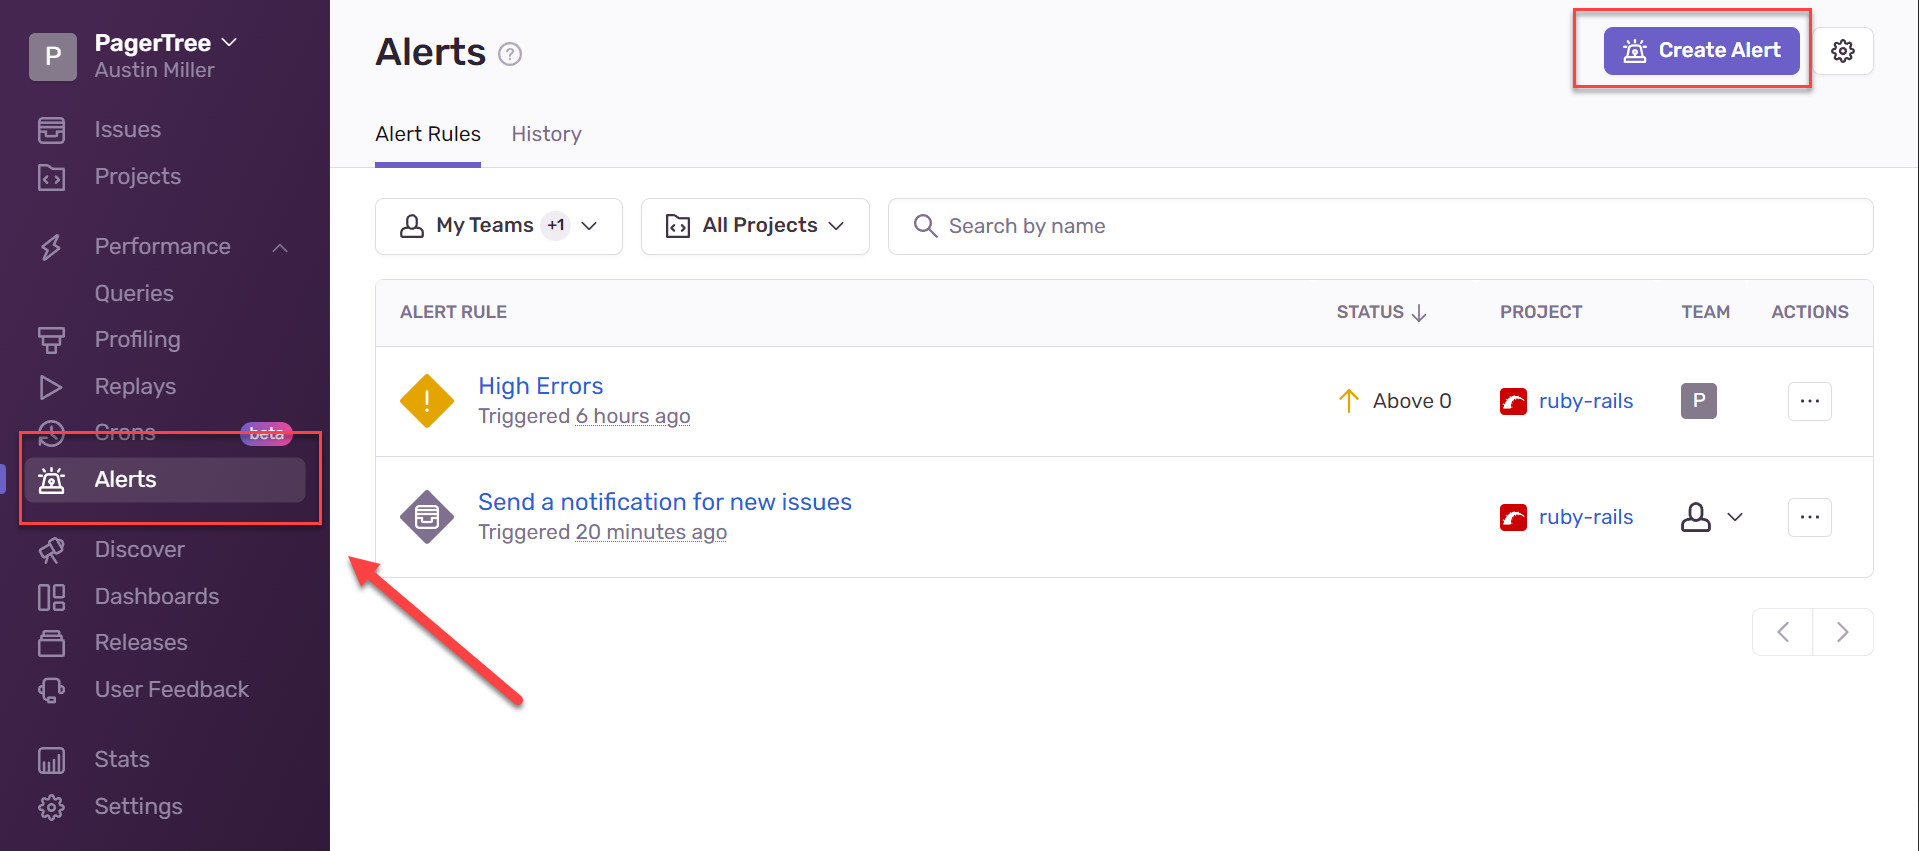 P
PagerTree
Austin Miller
Issues
Projects
Performance
Queries
Profiling
Replays
Crons beta
Alerts
Discover
Dashboards
Releases
User Feedback
Stats
Settings
Alerts ?
Create Alert
Alert Rules History
My Teams +1 All Projects Search by name
ALERT RULE STATUS PROJECT TEAM ACTIONS
High Errors
Triggered 6 hours ago
Above 0 ruby-rails P
Send a notification for new issues
Triggered 20 minutes ago
ruby-rails